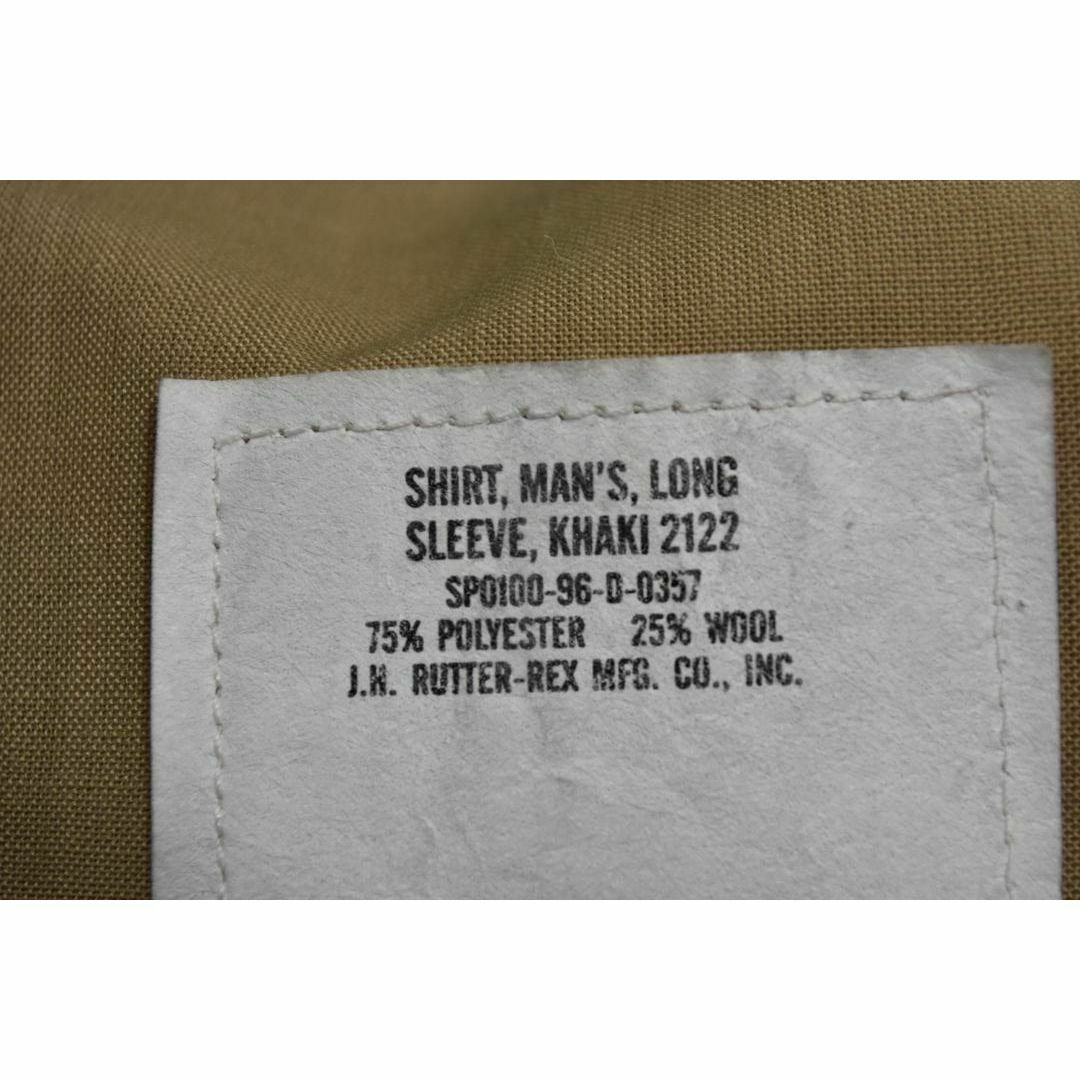 SHIRT, MAN'S, LONG
SLEEVE, KHAKI 2122
SP0100-96-D-0357
75% POLYESTER 25% WOOL
J.H. RUTTER-REX MFG. CO., INC.